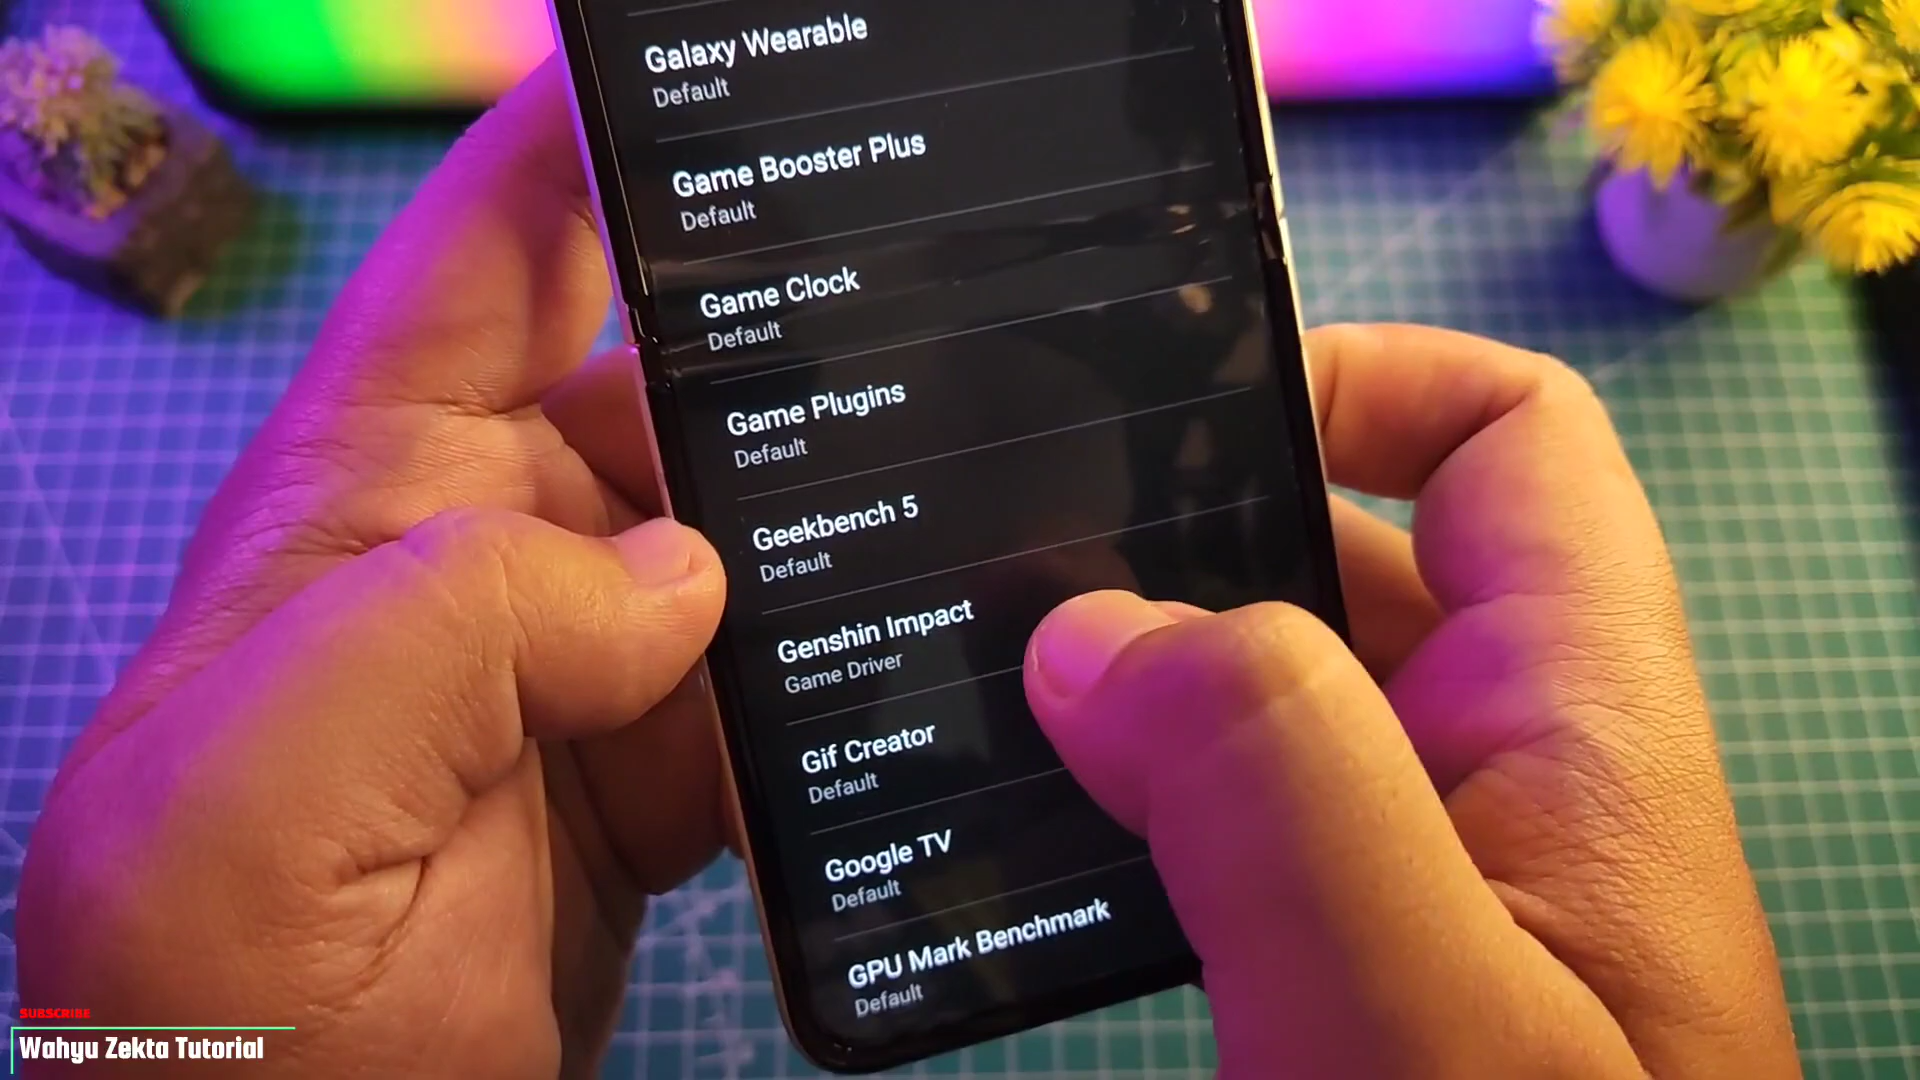 Galaxy Wearable
Default
Game Booster Plus
Default
Game Clock
Default
Game Plugins
Default
Geekbench 5
Default
Genshin Impact
Game Driver
Gif Creator
Default
Google TV
Default
GPU Mark Benchmark
Default
SUBSCRIBE
Wahyu Zekta Tutorial